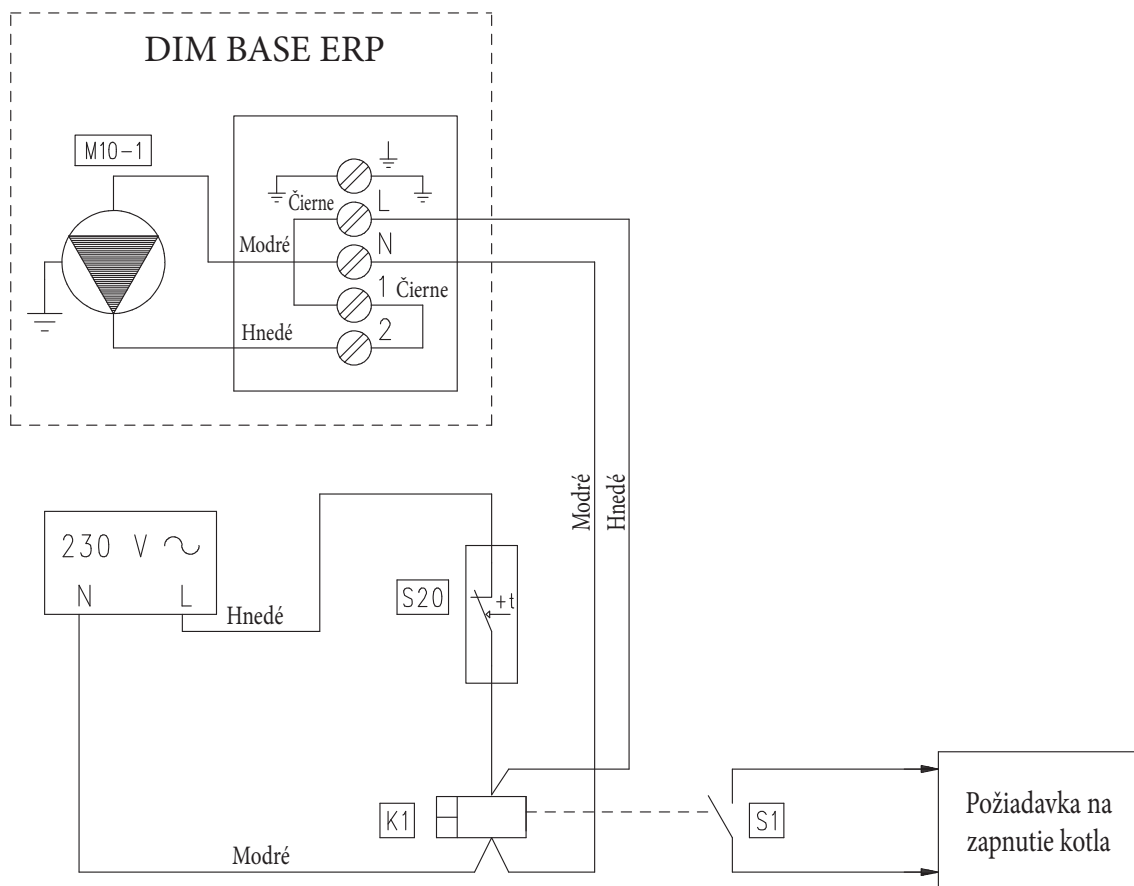 DIM BASE ERP
M10-1
Čierne
L
Modré
N
1 Čierne
Hnedé
2
Modré
Hnedé
230 V
N L
Hnedé
S20
+t
K1
S1
Požiadavka na
zapnutie kotla
Modré